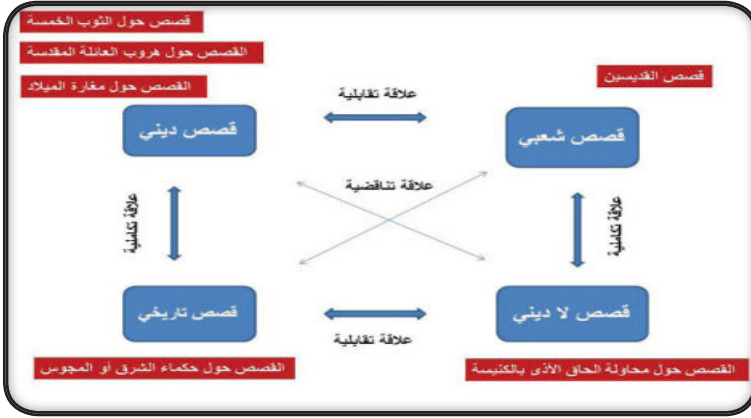 قصص حول الثوب الخمسة
القصص حول هروب العائلة المقدسة
القصص حول مغارة الميلاد
قصص القديسين
علاقة تقابلية
قصص شعبي
قصص ديني
علاقة تناقضية
علاقة تكاملية
علاقة تكاملية
قصص لا ديني
قصص تاريخي
علاقة تقابلية
القصص حول محاولة الحاق الأذى بالكنيسة
القصص حول حكماء الشرق أو المجوس